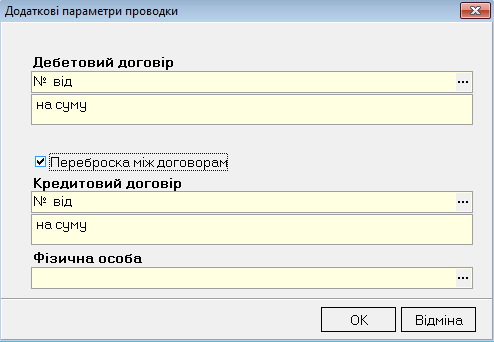 Додаткові параметри проводки
Дебетовий договір
№ від
на суму
Переброска між договорам
Кредитовий договір
№ від
на суму
Фізична особа
OK Відміна